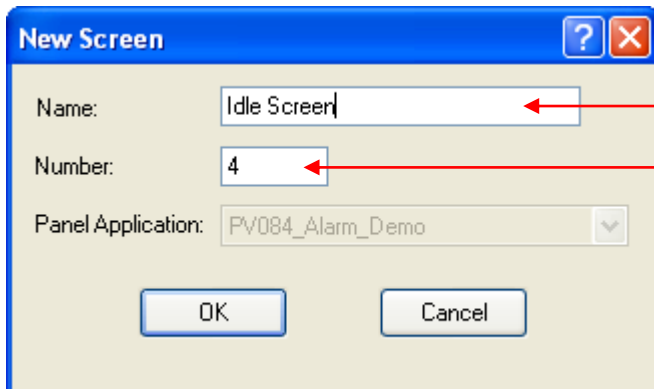 New Screen
Name: Idle Screen
Number: 4
Panel Application: PV084_Alarm_Demo
OK Cancel